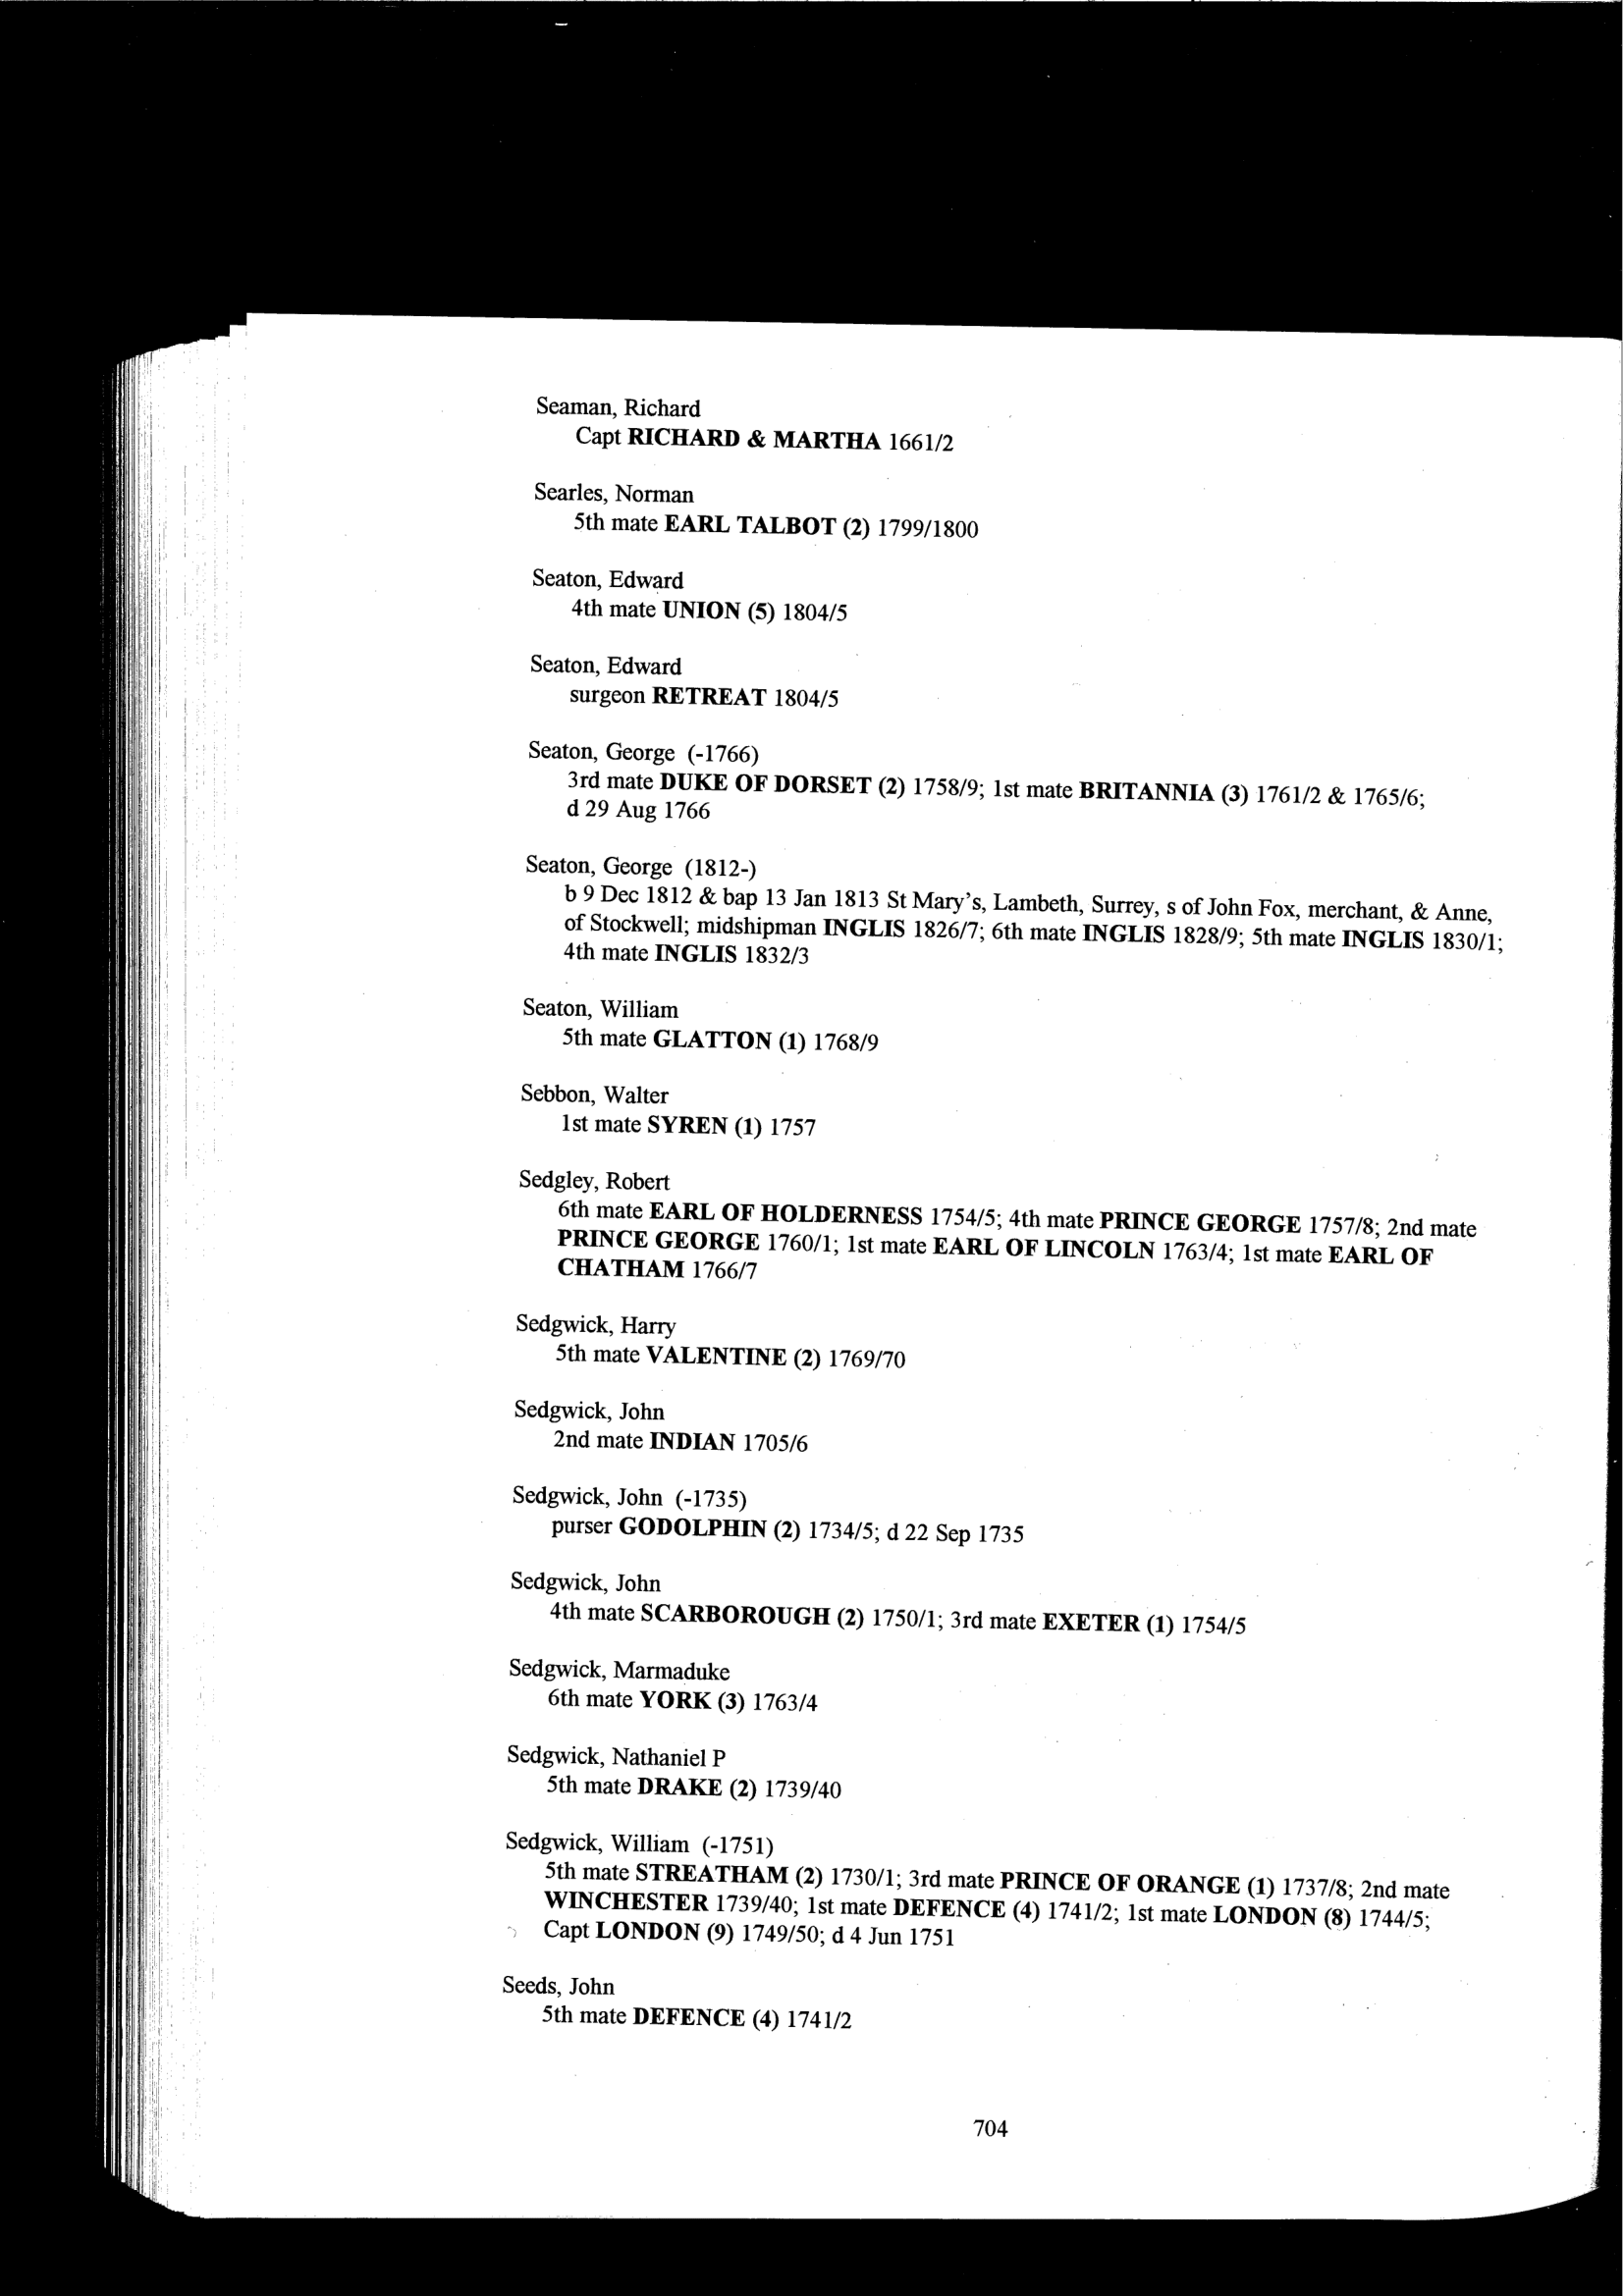 Seaman, Richard
Capt RICHARD & MARTHA 1661/2
Searles, Norman
5th mate EARL TALBOT (2) 1799/1800
Seaton, Edward
4th mate UNION (5) 1804/5
Seaton, Edward
surgeon RETREAT 1804/5
Seaton, George (-1766)
3rd mate DUKE OF DORSET (2) 1758/9; 1st mate BRITANNIA (3) 1761/2 & 1765/6;
d 29 Aug 1766
Seaton, George (1812-)
b 9 Dec 1812 & bap 13 Jan 1813 St Mary's, Lambeth, Surrey, s of John Fox, merchant, & Anne,
of Stockwell; midshipman INGLIS 1826/7; 6th mate INGLIS 1828/9; 5th mate INGLIS 1830/1;
4th mate INGLIS 1832/3
Seaton, William
5th mate GLATTON (1) 1768/9
Sebbon, Walter
1st mate SYREN (1) 1757
Sedgley, Robert
6th mate EARL OF HOLDERNESS 1754/5; 4th mate PRINCE GEORGE 1757/8; 2nd mate
PRINCE GEORGE 1760/1; 1st mate EARL OF LINCOLN 1763/4; 1st mate EARL OF
CHATHAM 1766/7
Sedgwick, Harry
5th mate VALENTINE (2) 1769/70
Sedgwick, John
2nd mate INDIAN 1705/6
Sedgwick, John (-1735)
purser GODOLPHIN (2) 1734/5; d 22 Sep 1735
Sedgwick, John
4th mate SCARBOROUGH (2) 1750/1; 3rd mate EXETER (1) 1754/5
Sedgwick, Marmaduke
6th mate YORK (3) 1763/4
Sedgwick, Nathaniel P
5th mate DRAKE (2) 1739/40
Sedgwick, William (-1751)
5th mate STREATHAM (2) 1730/1; 3rd mate PRINCE OF ORANGE (1) 1737/8; 2nd mate
WINCHESTER 1739/40; 1st mate DEFENCE (4) 1741/2; 1st mate LONDON (8) 1744/5;
Capt LONDON (9) 1749/50; d 4 Jun 1751
Seeds, John
5th mate DEFENCE (4) 1741/2
704